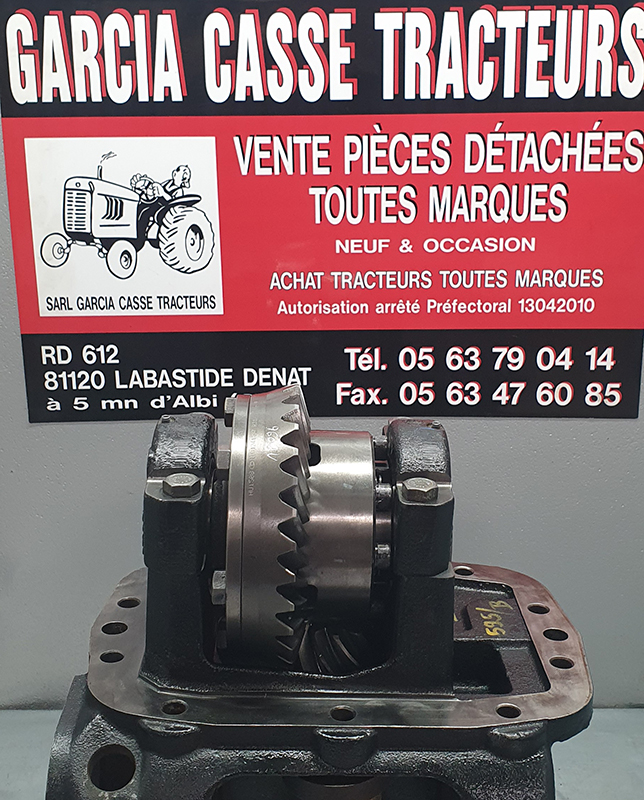 GARCIA CASSE TRACTEURS
VENTE PIÈCES DÉTACHÉES
TOUTES MARQUES
NEUF & OCCASION
ACHAT TRACTEURS TOUTES MARQUES
Autorisation arrêté Préfectoral 13042010
SARL GARCIA CASSE TRACTEURS
RD 612
81120 LABASTIDE DENAT
à 5 mn d'Albi
Tél. 05 63 79 04 14
Fax. 05 63 47 60 85
595/B